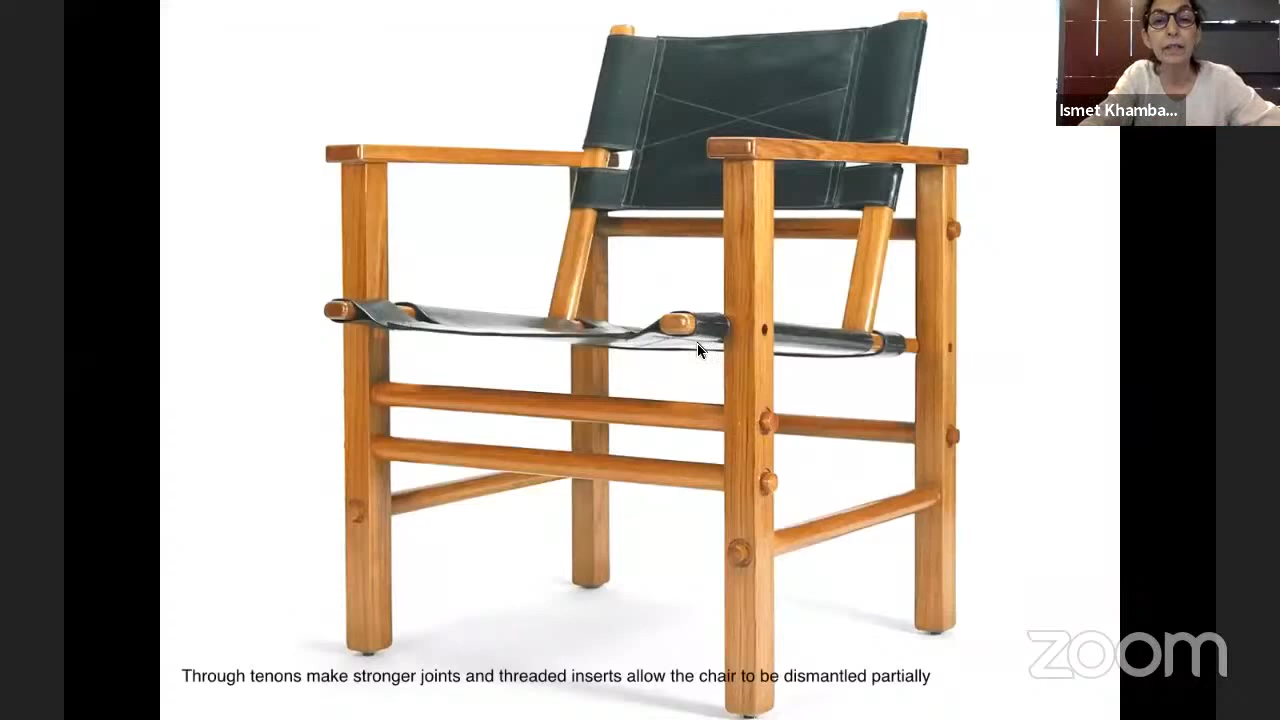 Ismet Khamba...
zoom
Through tenons make stronger joints and threaded inserts allow the chair to be dismantled partially